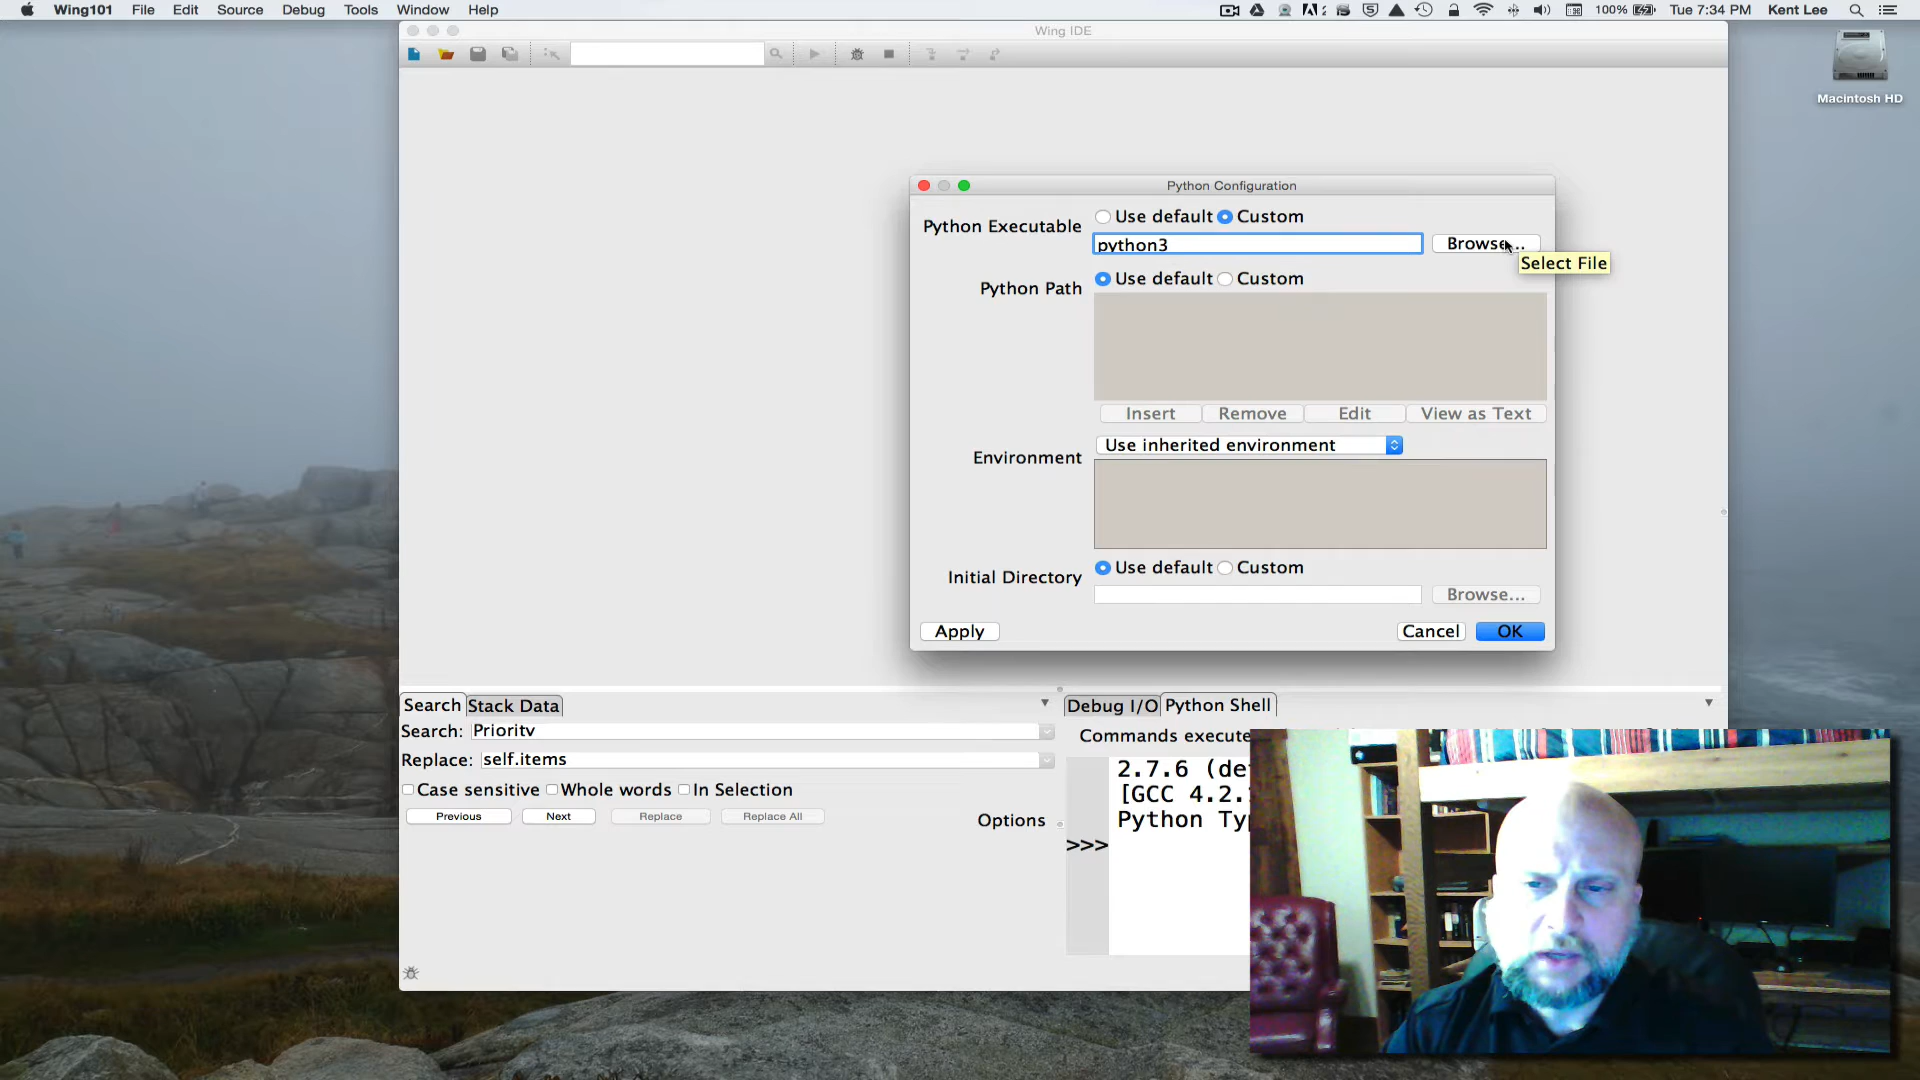 Wing101 File Edit Source Debug Tools Window Help 100% Tue 7:34 PM Kent Lee
Wing IDE
Macintosh HD
Python Configuration
Python Executable Use default Custom
python3 Browse...
Select File
Python Path Use default Custom
Insert Remove Edit View as Text
Environment Use inherited environment
Initial Directory Use default Custom
Browse...
Apply Cancel OK
Search Stack Data
Search: Priority
Replace: self.items
Case sensitive Whole words In Selection
Previous Next Replace Replace All
Options
Debug I/O Python Shell
Commands execute
2.7.6 (de
[GCC 4.2.
Python Ty
>>>